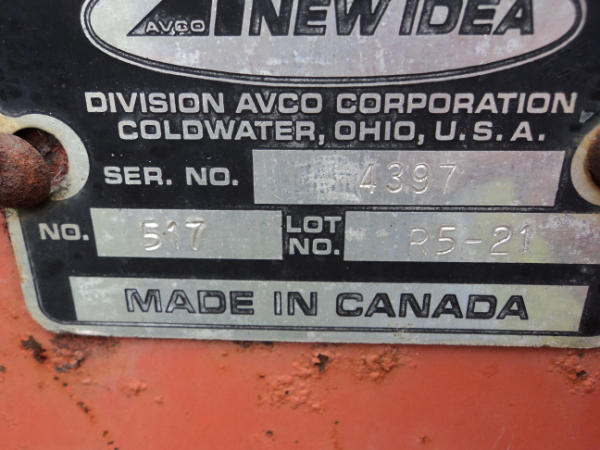 AVCO NEW IDEA
DIVISION AVCO CORPORATION
COLDWATER, OHIO, U.S.A.
SER. NO. 4397
NO. 517 LOT NO. R5-21
MADE IN CANADA